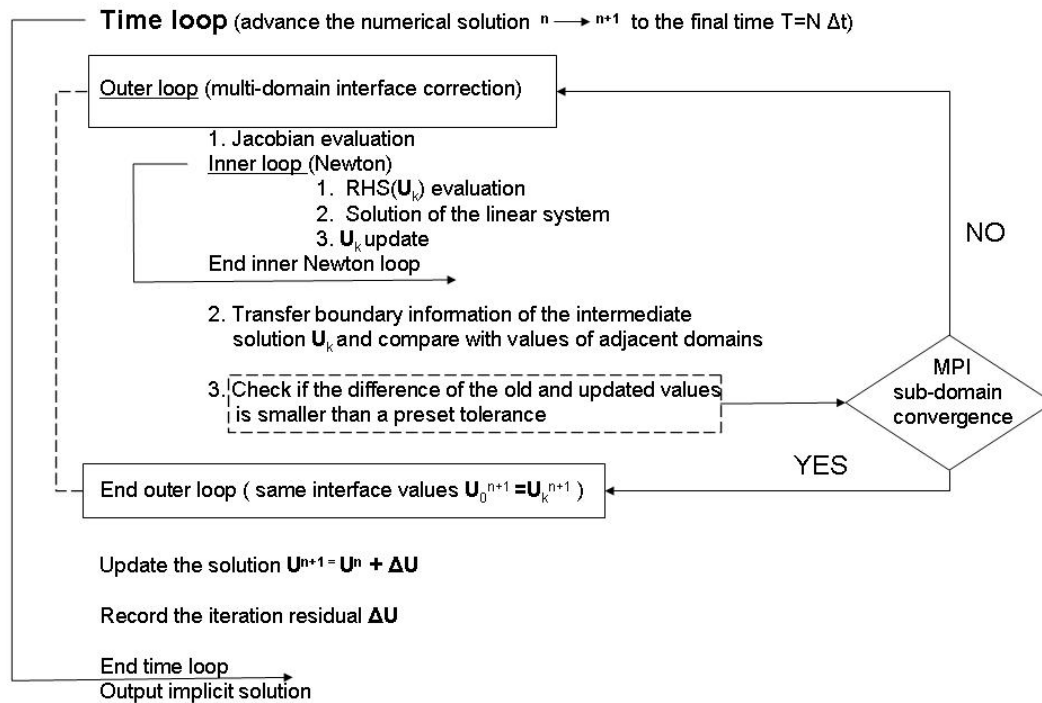 Time loop (advance the numerical solution n → n+1 to the final time T=N Δt)
Outer loop (multi-domain interface correction)
1. Jacobian evaluation
Inner loop (Newton)
1. RHS(Uk) evaluation
2. Solution of the linear system
3. Uk update
End inner Newton loop
NO
2. Transfer boundary information of the intermediate
solution Uk and compare with values of adjacent domains
3. Check if the difference of the old and updated values
is smaller than a preset tolerance
MPI
sub-domain
convergence
YES
End outer loop ( same interface values U0n+1 =Ukn+1 )
Update the solution Un+1 = Un + ΔU
Record the iteration residual ΔU
End time loop
Output implicit solution